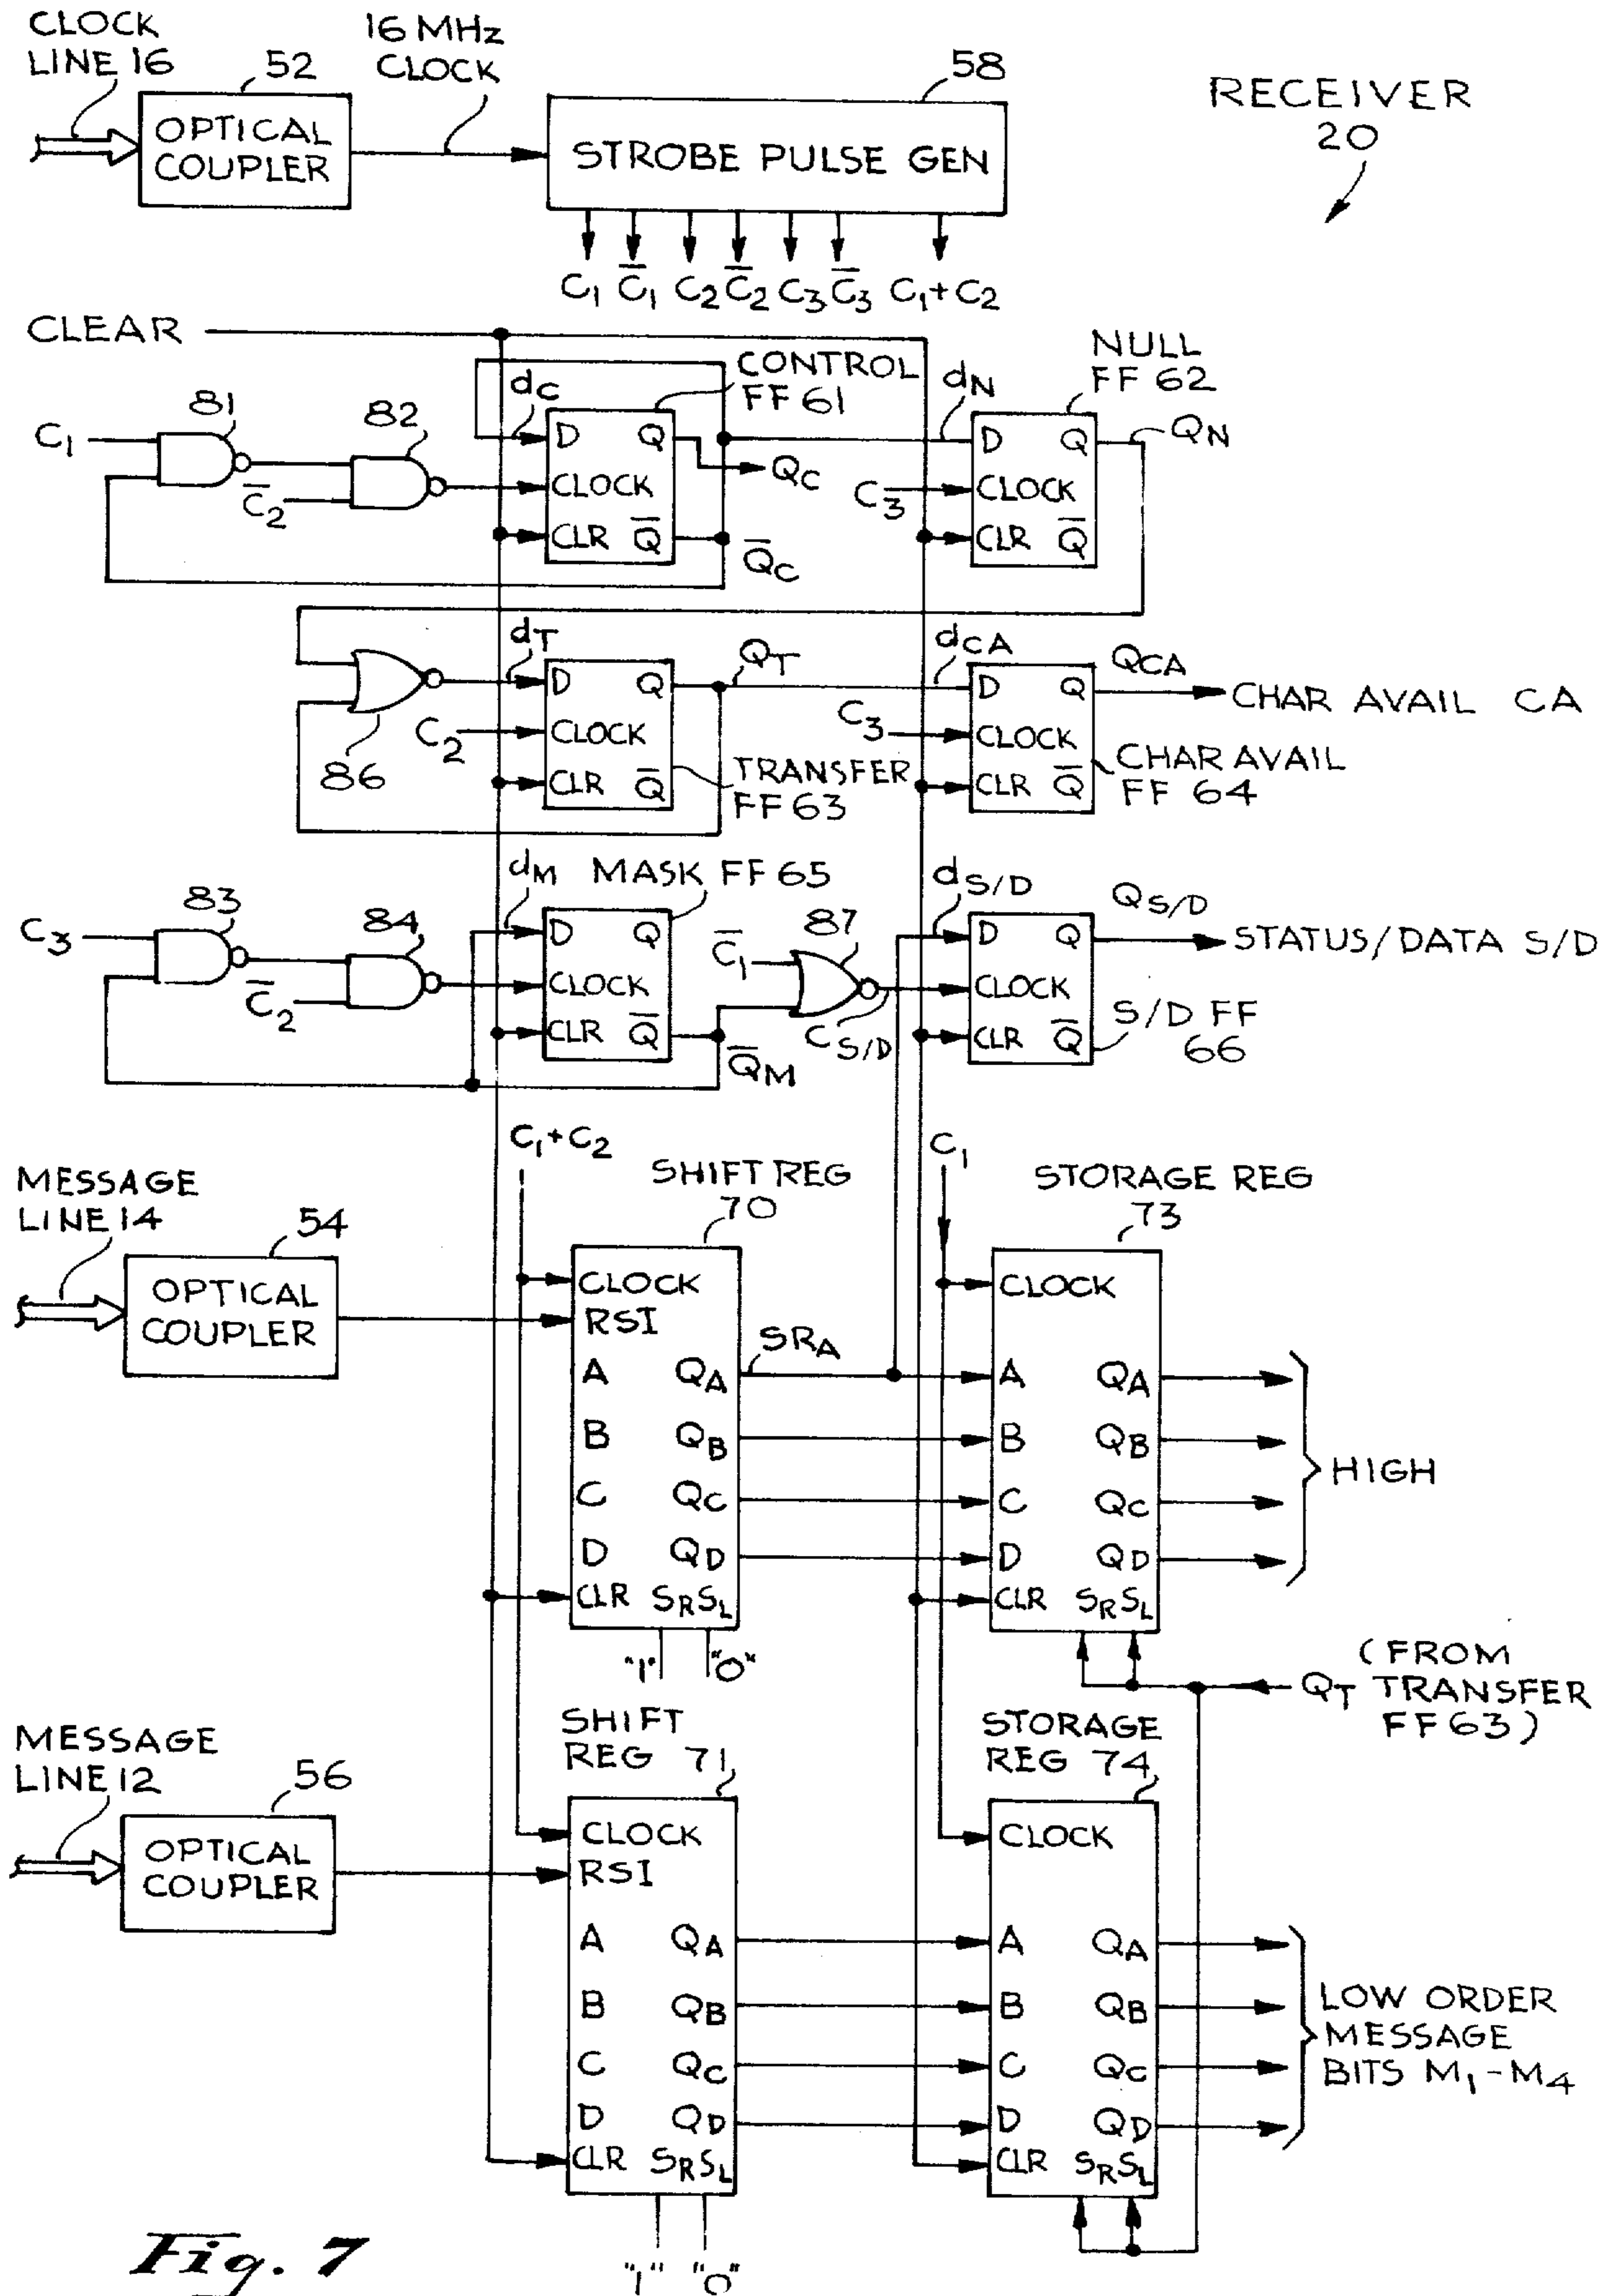 CLOCK
LINE 16
52
16 MHz
CLOCK
58
RECEIVER
20
OPTICAL
COUPLER
STROBE PULSE GEN
C₁ C̅₁ C₂ C̅₂ C₃ C̅₃ C₁+C₂
CLEAR
81
82
C₁
C̅₂
dC
CONTROL
FF 61
D Q
CLOCK
CLR Q̅
QC
Q̅C
dN
NULL
FF 62
D Q
CLOCK
CLR Q̅
C₃
QN
86
dT
C₂
D Q
CLOCK
CLR Q̅
QT
TRANSFER
FF 63
dCA
C₃
D Q
CLOCK
CLR Q̅
QCA
CHAR AVAIL CA
CHAR AVAIL
FF 64
C₃
83
84
C̅₂
dM
MASK FF 65
D Q
CLOCK
CLR Q̅
Q̅M
C̅₁
87
CS/D
dS/D
D Q
CLOCK
CLR Q̅
QS/D
STATUS/DATA S/D
S/D FF
66
C₁+C₂
C₁
MESSAGE
LINE 14
54
OPTICAL
COUPLER
SHIFT REG
70
CLOCK
RSI
A QA
B QB
C QC
D QD
CLR SR SL
"1" "0"
SRA
STORAGE REG
73
CLOCK
A QA
B QB
C QC
D QD
CLR SR SL
HIGH
QT (FROM
TRANSFER
FF 63)
MESSAGE
LINE 12
56
OPTICAL
COUPLER
SHIFT
REG 71
CLOCK
RSI
A QA
B QB
C QC
D QD
CLR SR SL
"1" "0"
STORAGE
REG 74
CLOCK
A QA
B QB
C QC
D QD
CLR SR SL
LOW ORDER
MESSAGE
BITS M₁-M₄
Fig. 7